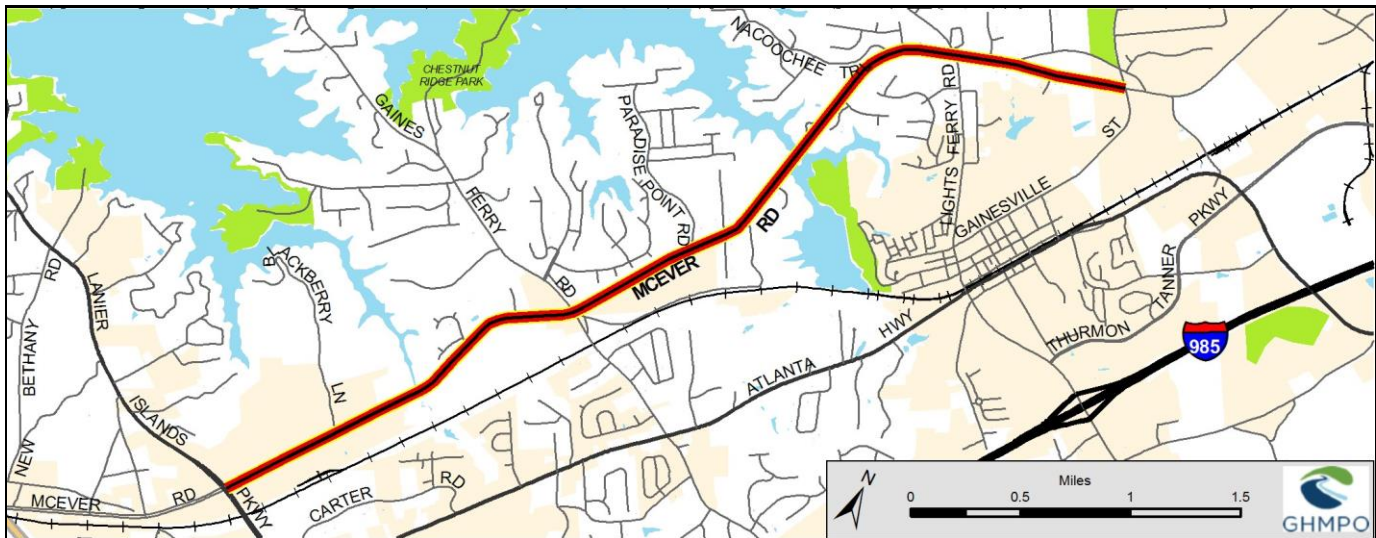 NACOOCHEE
TRL
CHESTNUT
RIDGE PARK
GAINES
FERRY
RD
PARADISE
POINT
RD
LIGHTS FERRY RD
GAINESVILLE
ST
MCEVER
RD
BLACKBERRY
LN
NEW
BETHANY
RD
LANIER
ISLANDS
PKWY
MCEVER
RD
CARTER
RD
ATLANTA
HWY
THURMON
TANNER
PKWY
985
N
Miles
0 0.5 1 1.5
GHMPO